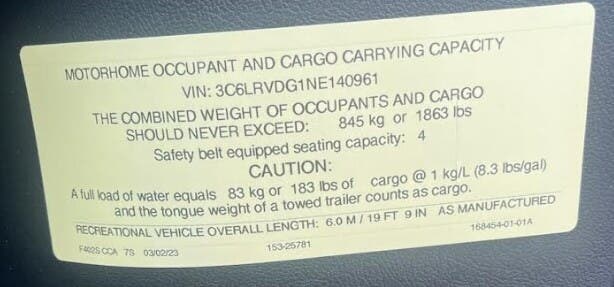 MOTORHOME OCCUPANT AND CARGO CARRYING CAPACITY
VIN: 3C6LRVDG1NE140961
THE COMBINED WEIGHT OF OCCUPANTS AND CARGO
SHOULD NEVER EXCEED: 845 kg or 1863 lbs
Safety belt equipped seating capacity: 4
CAUTION:
A full load of water equals 83 kg or 183 lbs of cargo @ 1 kg/L (8.3 lbs/gal)
and the tongue weight of a towed trailer counts as cargo.
RECREATIONAL VEHICLE OVERALL LENGTH: 6.0 M / 19 FT 9 IN AS MANUFACTURED
F402S CCA 7S 03/02/23 153-25781 168454-01-01A